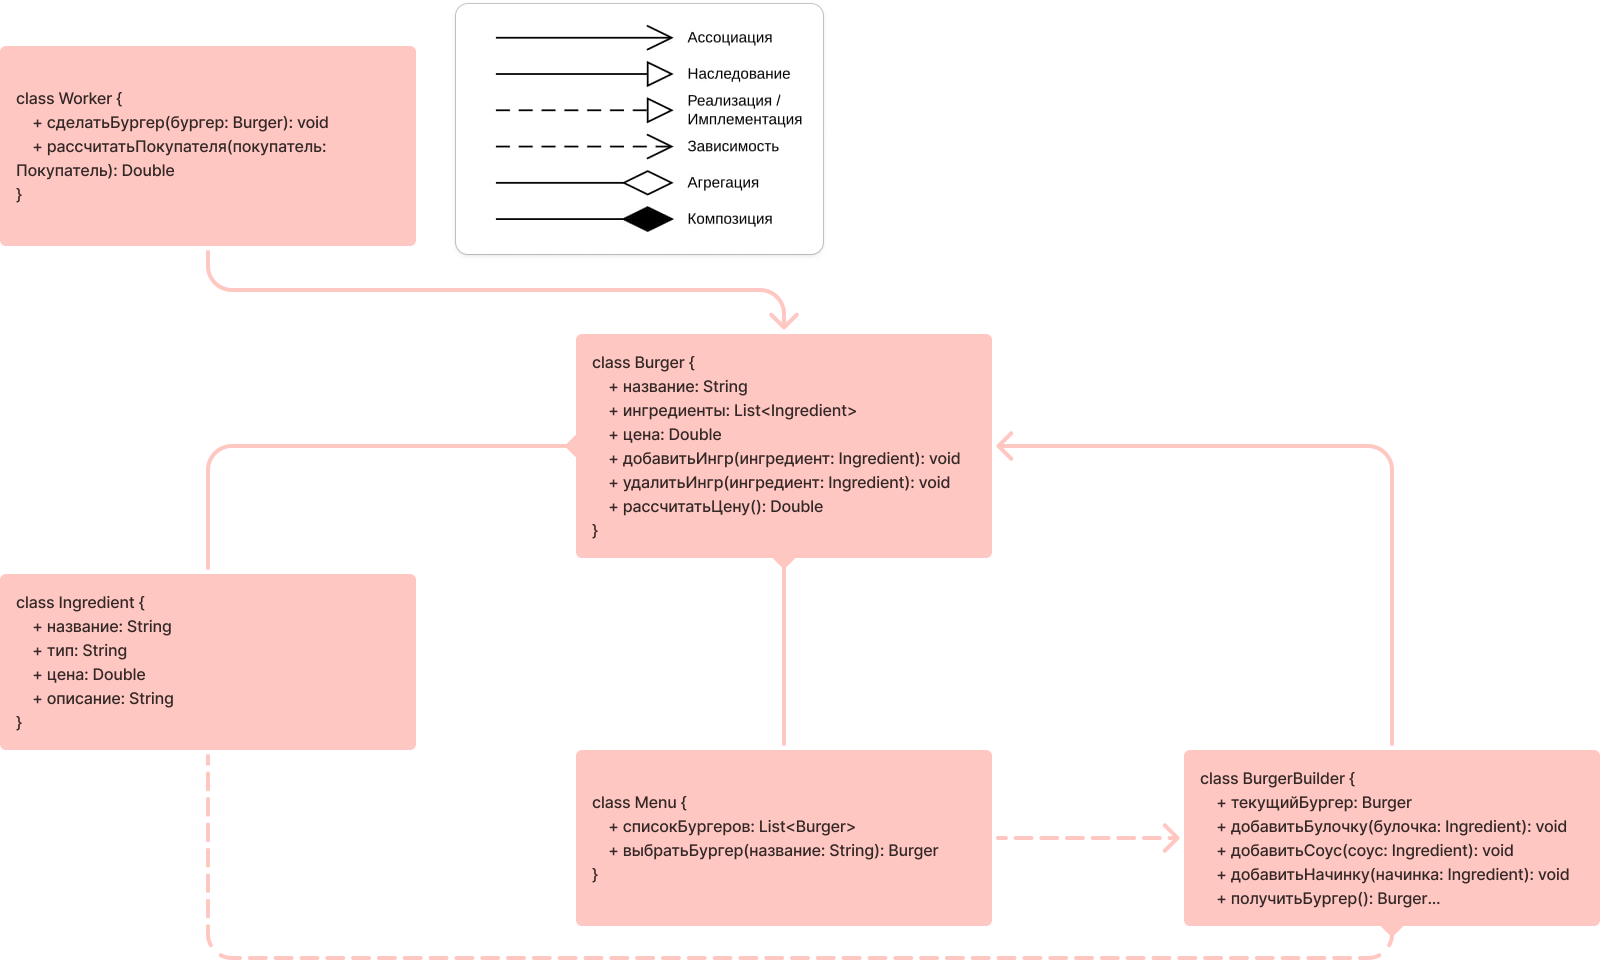 Ассоциация
Наследование
Реализация /
Имплементация
Зависимость
Агрегация
Композиция
class Worker {
+ сделатьБургер(бургер: Burger): void
+ рассчитатьПокупателя(покупатель:
Покупатель): Double
}
class Burger {
+ название: String
+ ингредиенты: List<Ingredient>
+ цена: Double
+ добавитьИнгр(ингредиент: Ingredient): void
+ удалитьИнгр(ингредиент: Ingredient): void
+ рассчитатьЦену(): Double
}
class Ingredient {
+ название: String
+ тип: String
+ цена: Double
+ описание: String
}
class Menu {
+ списокБургеров: List<Burger>
+ выбратьБургер(название: String): Burger
}
class BurgerBuilder {
+ текущийБургер: Burger
+ добавитьБулочку(булочка: Ingredient): void
+ добавитьСоус(соус: Ingredient): void
+ добавитьНачинку(начинка: Ingredient): void
+ получитьБургер(): Burger...